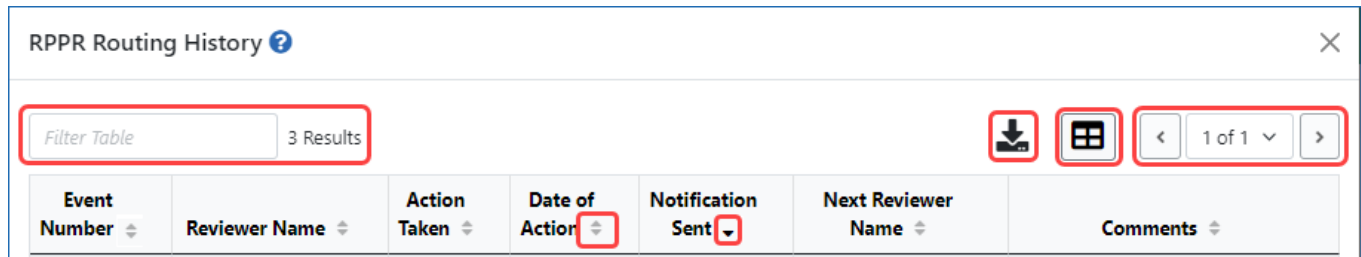 RPPR Routing History ?
Filter Table 3 Results 1 of 1
Event Number Reviewer Name Action Taken Date of Action Notification Sent Next Reviewer Name Comments